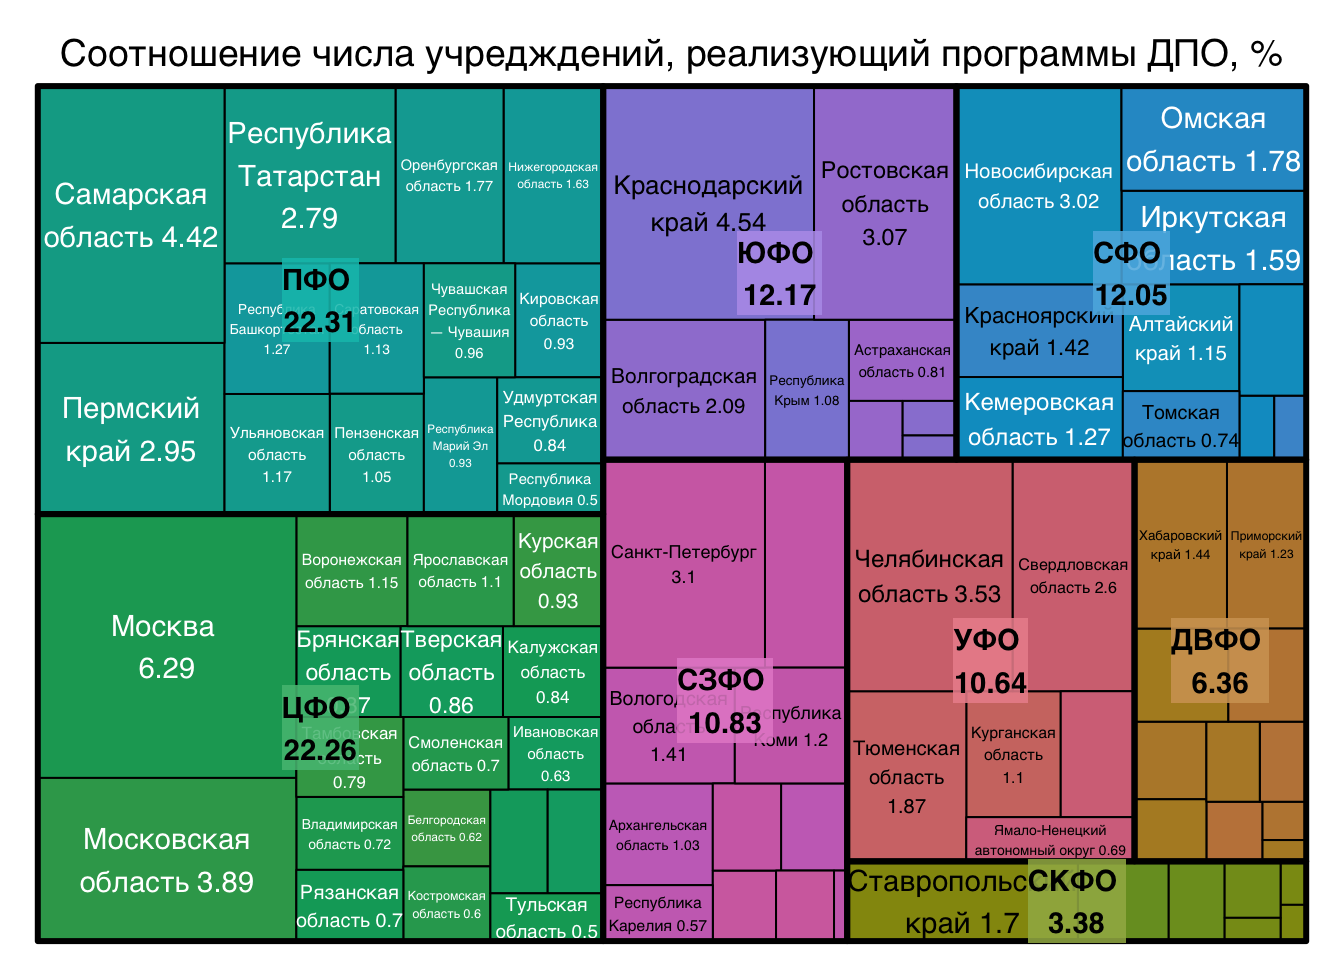 Соотношение числа учредждений, реализующий программы ДПО, %
Самарская
область 4.42
Пермский
край 2.95
Республика
Татарстан
2.79
Оренбургская
область 1.77
Нижегородская
область 1.63
1.27
область
1.13
Чувашская
Республика
— Чувашия
0.96
Кировская
область
0.93
Ульяновская
область
1.17
Пензенская
область
1.05
Республика
Марий Эл
0.93
Удмуртская
Республика
0.84
Республика
Мордовия 0.5
ПФО
22.31
Москва
6.29
Московская
область 3.89
Воронежская
область 1.15
Ярославская
область 1.1
Курская
область
0.93
Брянская
область
Тверская
область
0.86
Калужская
область
0.84
Тамбовская
область
0.79
Смоленская
область 0.7
Ивановская
область
0.63
Владимирская
область 0.72
Белгородская
область 0.62
Рязанская
область 0.7
Костромская
область 0.6
Тульская
область 0.5
ЦФО
22.26
Краснодарский
край 4.54
Ростовская
область
3.07
Волгоградская
область 2.09
Республика
Крым 1.08
Астраханская
область 0.81
ЮФО
12.17
Новосибирская
область 3.02
Омская
область 1.78
Иркутская
область 1.59
Красноярский
край 1.42
Кемеровская
область 1.27
Алтайский
край 1.15
Томская
область 0.74
СФО
12.05
Санкт-Петербург
3.1
Вологодская
область
1.41
Республика
Коми 1.2
Архангельская
область 1.03
Республика
Карелия 0.57
СЗФО
10.83
Челябинская
область 3.53
Свердловская
область 2.6
Тюменская
область
1.87
Курганская
область
1.1
Ямало-Ненецкий
автономный округ 0.69
УФО
10.64
Хабаровский
край 1.44
Приморский
край 1.23
ДВФО
6.36
край 1.7
СКФО
3.38